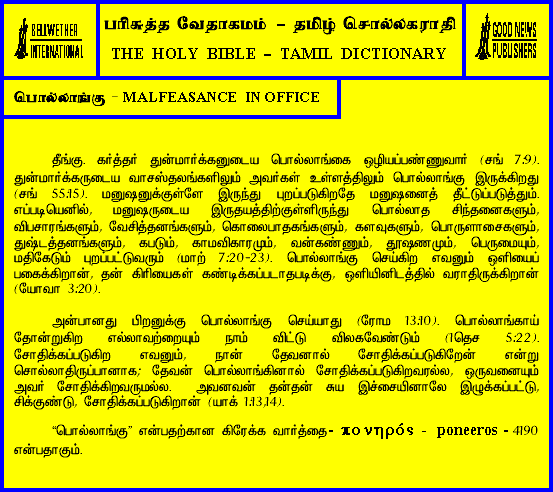 BELLWETHER
INTERNATIONAL
பரிசுத்த வேதாகமம் - தமிழ் சொல்லகராதி
THE HOLY BIBLE - TAMIL DICTIONARY
GOOD NEWS
PUBLISHERS
பொல்லாங்கு - MALFEASANCE IN OFFICE
தீங்கு. கர்த்தர் துன்மார்க்கனுடைய பொல்லாங்கை ஒழியப்பண்ணுவார் (சங் 7:9).
துன்மார்க்கருடைய வாசஸ்தலங்களிலும் அவர்கள் உள்ளத்திலும் பொல்லாங்கு இருக்கிறது
(சங் 55:15). மனுஷனுக்குள்ளே இருந்து புறப்படுகிறதே மனுஷனைத் தீட்டுப்படுத்தும்.
எப்படியெனில், மனுஷருடைய இருதயத்திற்குள்ளிருந்து பொல்லாத சிந்தனைகளும்,
விபசாரங்களும், வேசித்தனங்களும், கொலைபாதகங்களும், களவுகளும், பொருளாசைகளும்,
துஷ்டத்தனங்களும், கபடும், காமவிகாரமும், வன்கண்ணும், தூஷணமும், பெருமையும்,
மதிகேடும் புறப்பட்டுவரும் (மாற் 7:20-23). பொல்லாங்கு செய்கிற எவனும் ஒளியைப்
பகைக்கிறான், தன் கிரியைகள் கண்டிக்கப்படாதபடிக்கு, ஒளியினிடத்தில் வராதிருக்கிறான்
(யோவா 3:20).
அன்பானது பிறனுக்கு பொல்லாங்கு செய்யாது (ரோம 13:10). பொல்லாங்காய்
தோன்றுகிற எல்லாவற்றையும் நாம் விட்டு விலகவேண்டும் (1தெச 5:22).
சோதிக்கப்படுகிற எவனும், நான் தேவனால் சோதிக்கப்படுகிறேன் என்று
சொல்லாதிருப்பானாக; தேவன் பொல்லாங்கினால் சோதிக்கப்படுகிறவரல்ல, ஒருவனையும்
அவர் சோதிக்கிறவருமல்ல. அவனவன் தன்தன் சுய இச்சையினாலே இழுக்கப்பட்டு,
சிக்குண்டு, சோதிக்கப்படுகிறான் (யாக் 1:13,14).
“பொல்லாங்கு” என்பதற்கான கிரேக்க வார்த்தை- πονηρός - poneeros - 4190
என்பதாகும்.